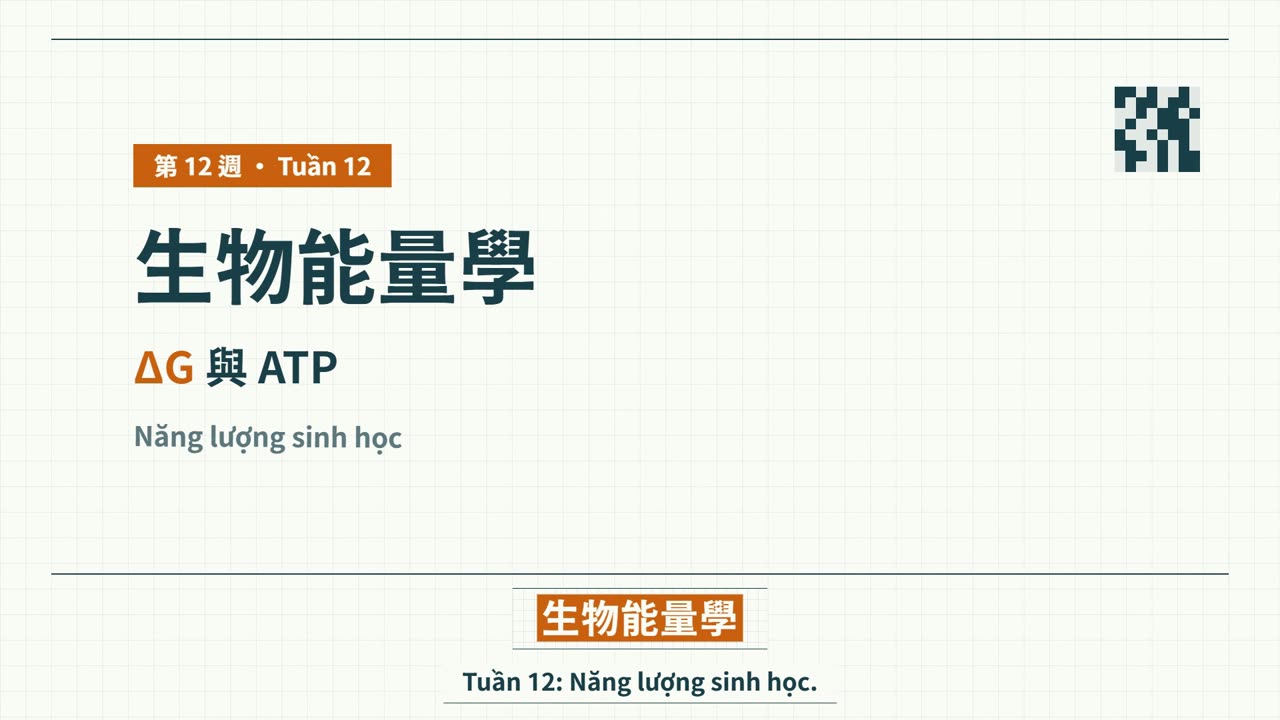 第 12 週 • Tuần 12
生物能量學
ΔG 與 ATP
Năng lượng sinh học
生物能量學
Tuần 12: Năng lượng sinh học.